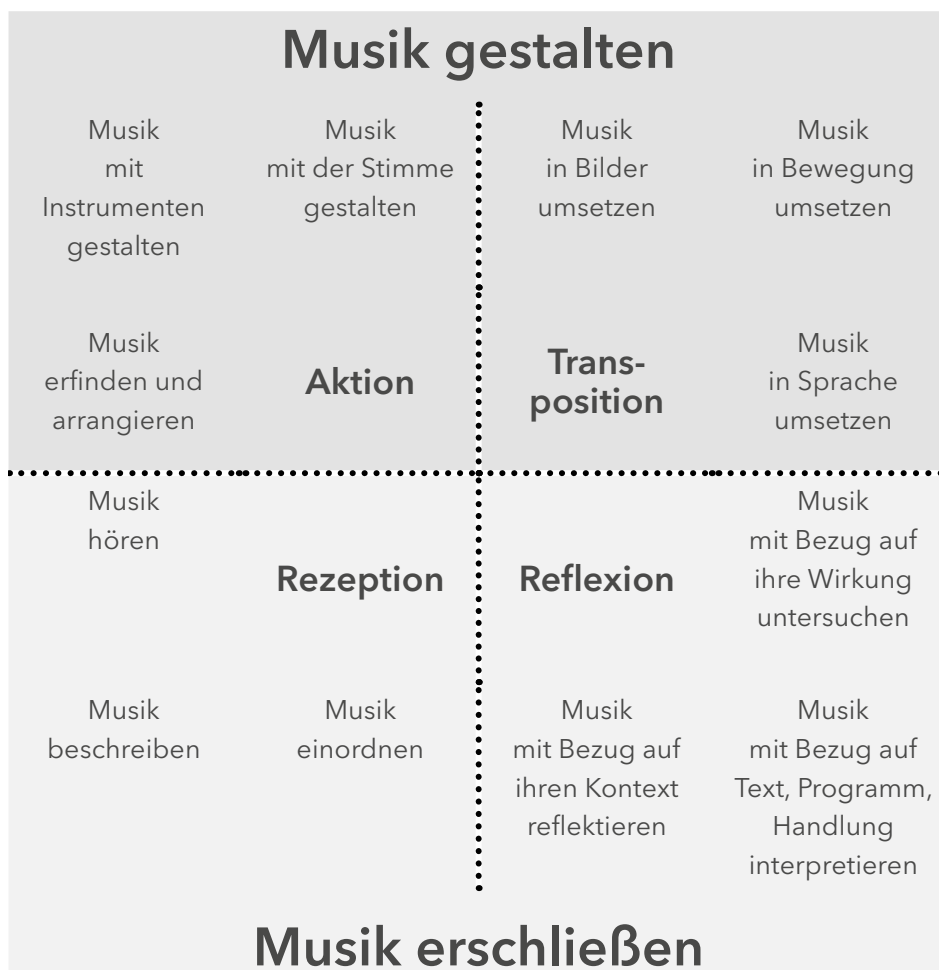 Musik gestalten
Musik
mit
Instrumenten
gestalten
Musik
mit der Stimme
gestalten
Musik
in Bilder
umsetzen
Musik
in Bewegung
umsetzen
Musik
erfinden und
arrangieren
Aktion
Trans-
position
Musik
in Sprache
umsetzen
Musik
hören
Rezeption
Reflexion
Musik
mit Bezug auf
ihre Wirkung
untersuchen
Musik
beschreiben
Musik
einordnen
Musik
mit Bezug auf
ihren Kontext
reflektieren
Musik
mit Bezug auf
Text, Programm,
Handlung
interpretieren
Musik erschließen